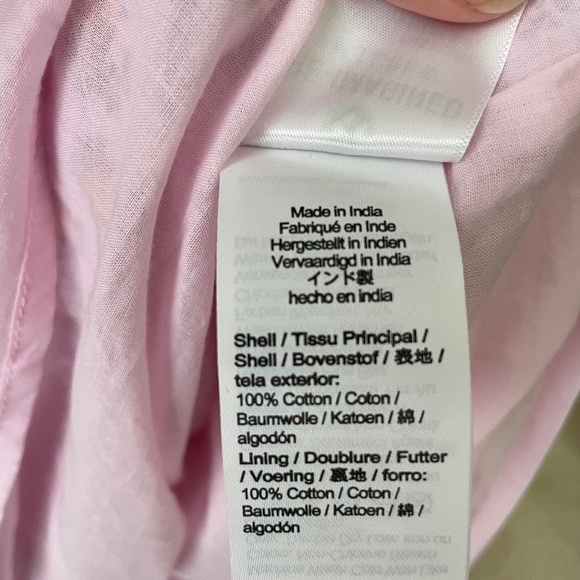 RE-IMAGINED
Made in India
Fabriqué en Inde
Hergestellt in Indien
Vervaardigd in India
インド製
hecho en india
Shell / Tissu Principal /
Shell / Bovenstof / 表地 /
tela exterior:
100% Cotton / Coton /
Baumwolle / Katoen / 綿 /
algodón
Lining / Doublure / Futter
/ Voering / 裏地 / forro:
100% Cotton / Coton /
Baumwolle / Katoen / 綿 /
algodón